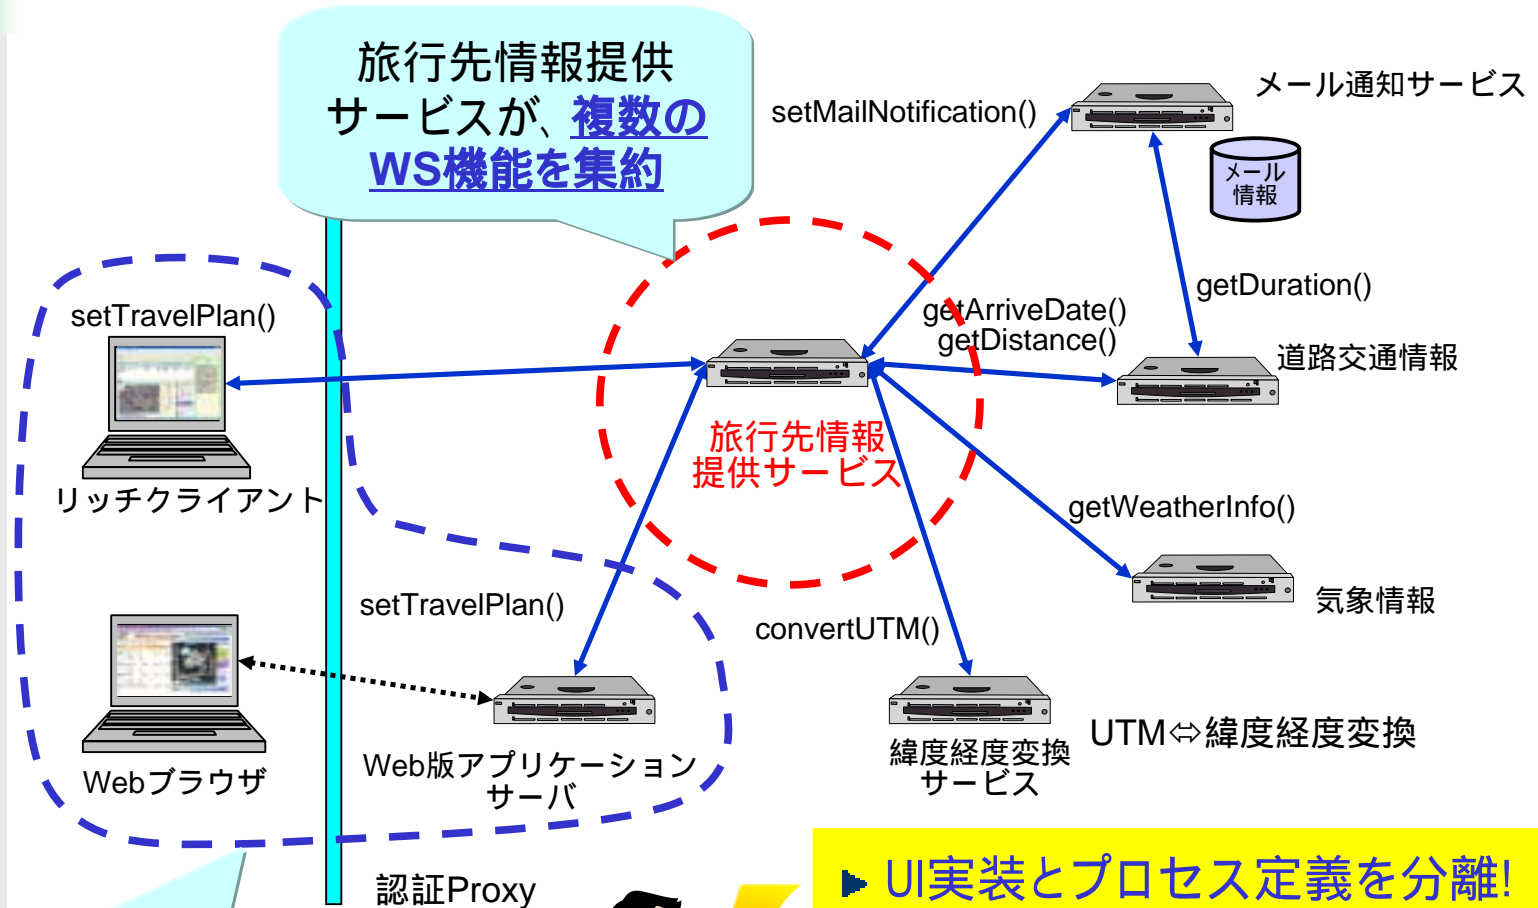 旅行先情報提供
サービスが、複数の
WS機能を集約
setMailNotification()
メール通知サービス
メール
情報
getDuration()
setTravelPlan()
getArriveDate()
getDistance()
道路交通情報
旅行先情報
提供サービス
リッチクライアント
getWeatherInfo()
気象情報
setTravelPlan()
convertUTM()
Webブラウザ
Web版アプリケーション
サーバ
緯度経度変換
サービス
UTM⇔緯度経度変換
認証Proxy
UI実装とプロセス定義を分離!